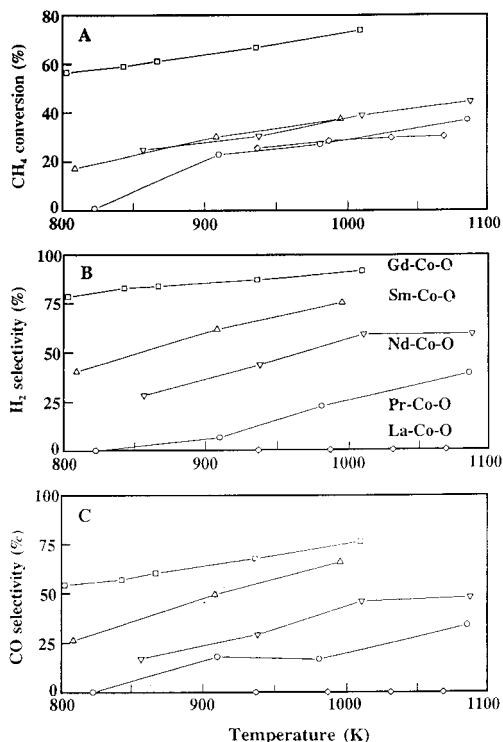 A
CH4 conversion (%)
80
60
40
20
0
800
900
1000
1100
B
H2 selectivity (%)
100
75
50
25
0
Gd-Co-O
Sm-Co-O
Nd-Co-O
Pr-Co-O
La-Co-O
800
900
1000
1100
C
CO selectivity (%)
100
75
50
25
0
800
900
1000
1100
Temperature (K)